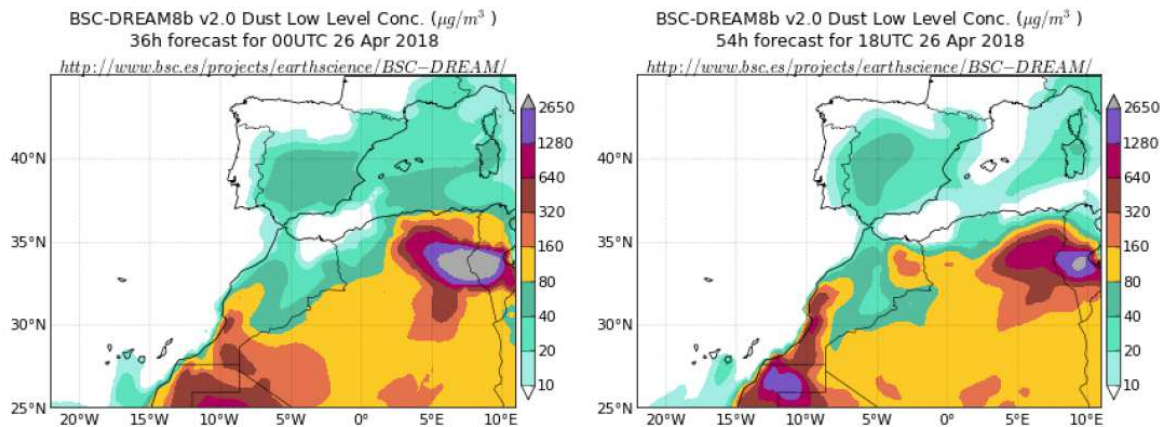 BSC-DREAM8b v2.0 Dust Low Level Conc. (μg/m³ )
36h forecast for 00UTC 26 Apr 2018
http://www.bsc.es/projects/earthscience/BSC−DREAM/
40°N
35°N
30°N
25°N
20°W
15°W
10°W
5°W
0°
5°E
10°E
2650
1280
640
320
160
80
40
20
10
BSC-DREAM8b v2.0 Dust Low Level Conc. (μg/m³ )
54h forecast for 18UTC 26 Apr 2018
http://www.bsc.es/projects/earthscience/BSC−DREAM/
40°N
35°N
30°N
25°N
20°W
15°W
10°W
5°W
0°
5°E
10°E
2650
1280
640
320
160
80
40
20
10